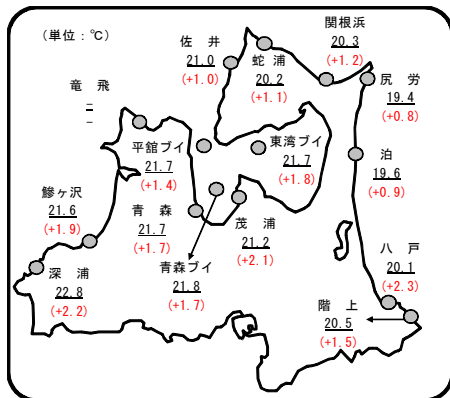 (単位：℃)
佐 井
21.0
(+1.0)
蛇 浦
20.2
(+1.1)
関根浜
20.3
(+1.2)
尻 労
19.4
(+0.8)
竜 飛
－
－
平舘ブイ
21.7
(+1.4)
東湾ブイ
21.7
(+1.8)
泊
19.6
(+0.9)
鰺ヶ沢
21.6
(+1.9)
青 森
21.7
(+1.7)
茂 浦
21.2
(+2.1)
青森ブイ
21.8
(+1.7)
深 浦
22.8
(+2.2)
八 戸
20.1
(+2.3)
階 上
20.5
(+1.5)